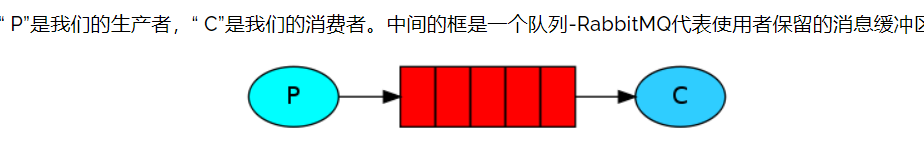 “ P”是我们的生产者，“ C”是我们的消费者。中间的框是一个队列-RabbitMQ代表使用者保留的消息缓冲区
P
C